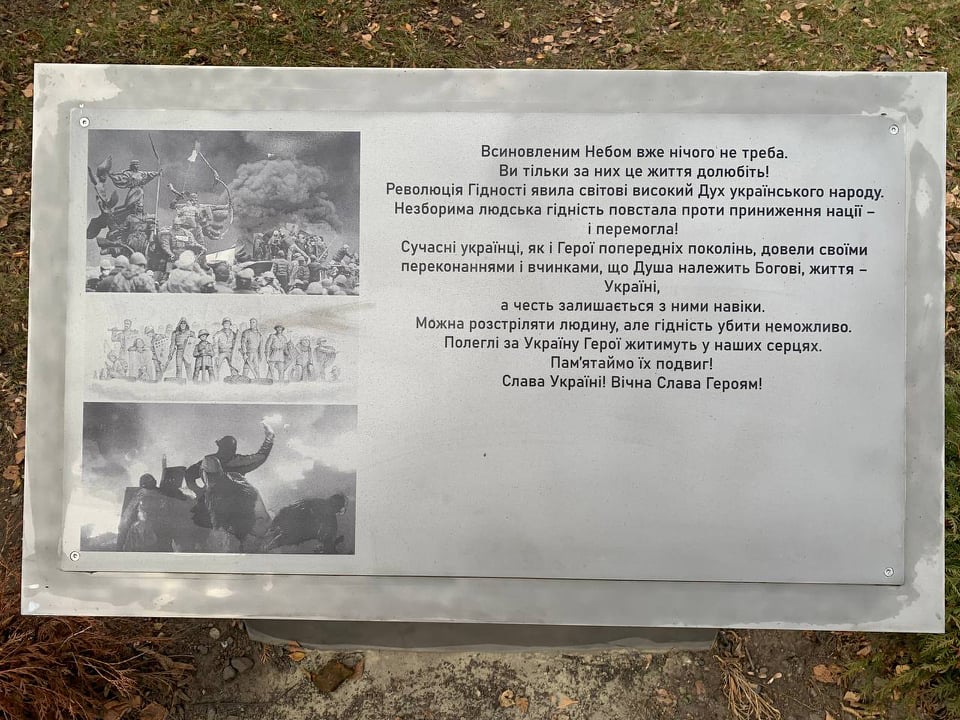 Всиновленим Небом вже нічого не треба.
Ви тільки за них це життя долюбіть!
Революція Гідності явила світові високий Дух українського народу.
Незборима людська гідність повстала проти приниження нації –
і перемогла!
Сучасні українці, як і Герої попередніх поколінь, довели своїми
переконаннями і вчинками, що Душа належить Богові, життя –
Україні,
а честь залишається з ними навіки.
Можна розстріляти людину, але гідність убити неможливо.
Полеглі за Україну Герої житимуть у наших серцях.
Пам'ятаймо їх подвиг!
Слава Україні! Вічна Слава Героям!